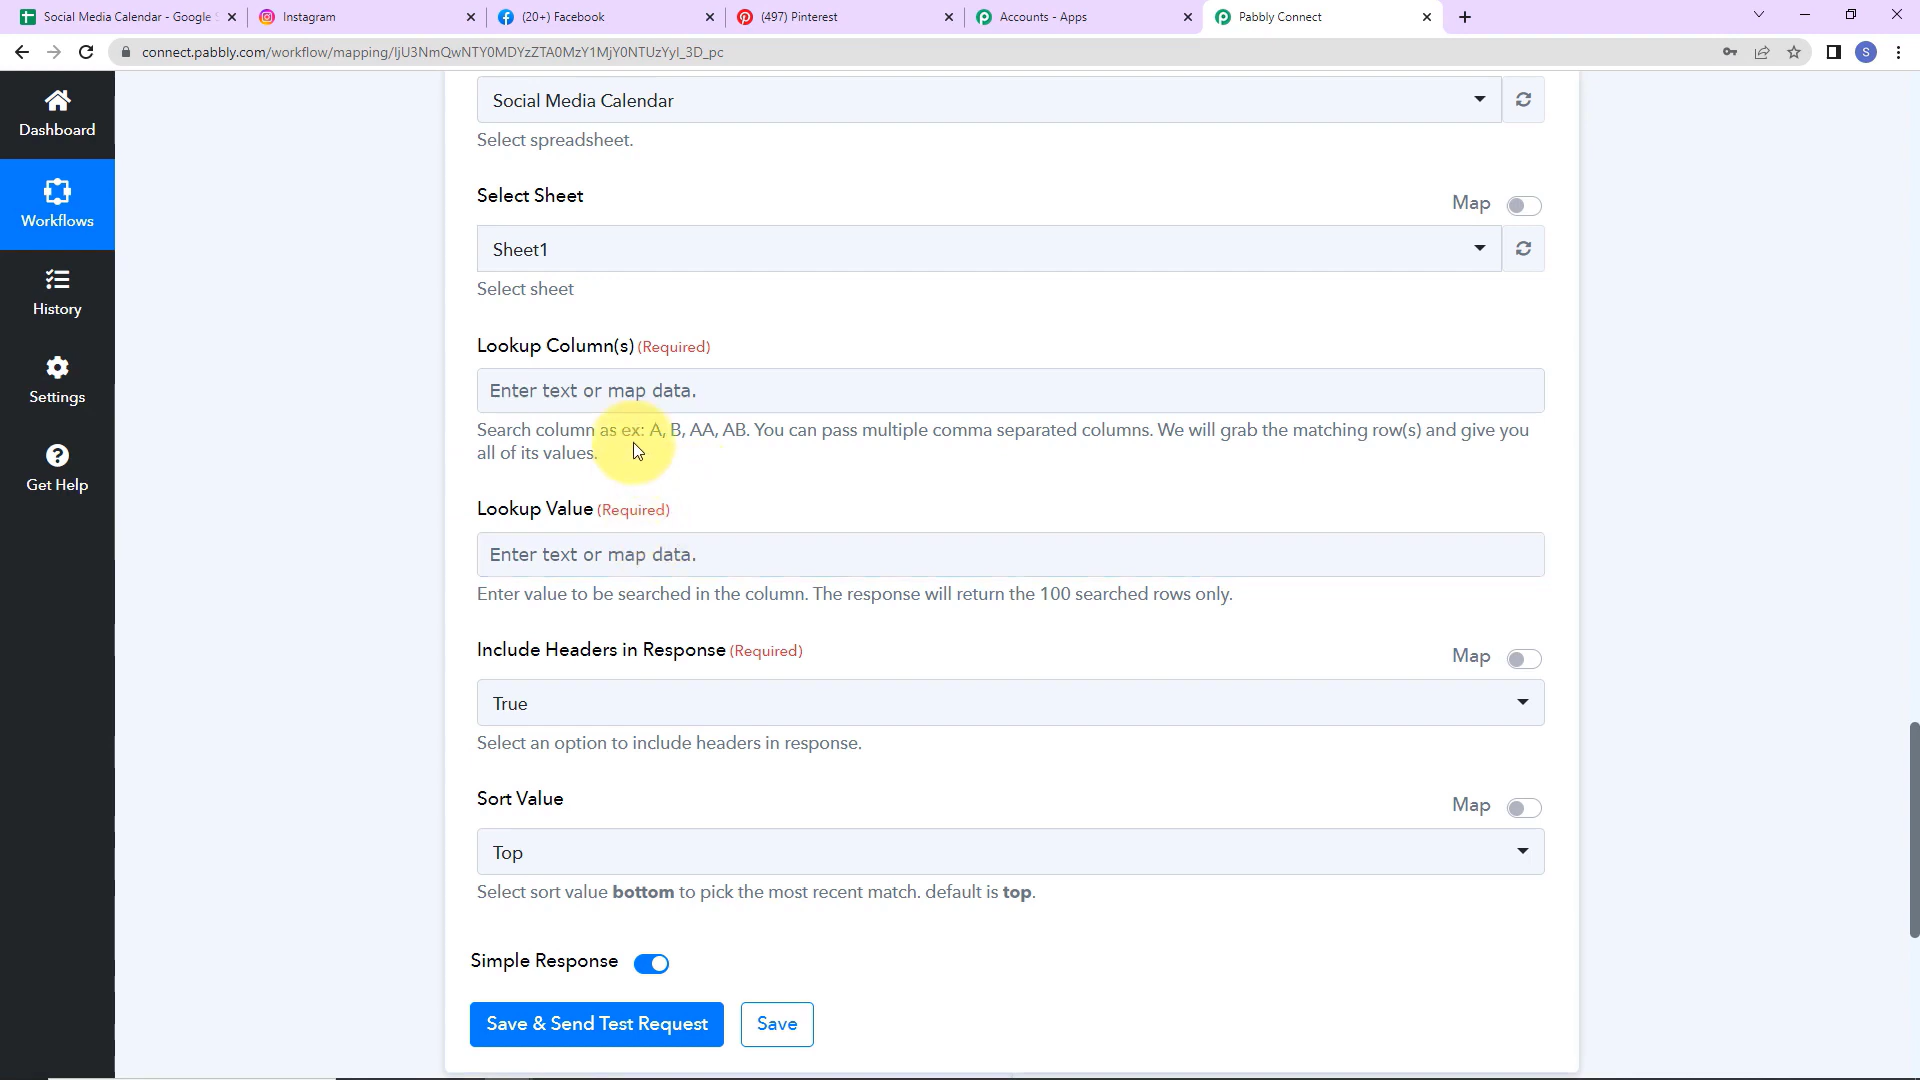 Social Media Calendar - Google S
Instagram
(20+) Facebook
(497) Pinterest
Accounts - Apps
Pabbly Connect
connect.pabbly.com/workflow/mapping/IjU3NmQwNTY0MDYzZTA0MzY1MjY0NTUzYyI_3D_pc
S
Dashboard
Workflows
History
Settings
Get Help
Social Media Calendar
Select spreadsheet.
Select Sheet
Map
Sheet1
Select sheet
Lookup Column(s) (Required)
Enter text or map data.
Search column as ex: A, B, AA, AB. You can pass multiple comma separated columns. We will grab the matching row(s) and give you
all of its values.
Lookup Value (Required)
Enter text or map data.
Enter value to be searched in the column. The response will return the 100 searched rows only.
Include Headers in Response (Required)
Map
True
Select an option to include headers in response.
Sort Value
Map
Top
Select sort value bottom to pick the most recent match. default is top.
Simple Response
Save & Send Test Request
Save